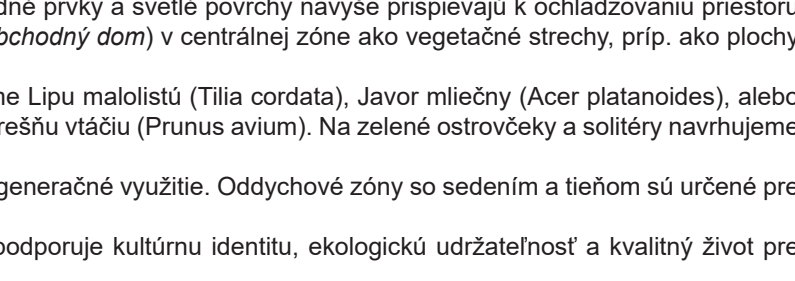 dné prvky a svetlé povrchy navyše prispievajú k ochladzovaniu priestoru
bchodný dom) v centrálnej zóne ako vegetačné strechy, príp. ako plochy
ne Lipu malolistú (Tilia cordata), Javor mliečny (Acer platanoides), alebo
rešňu vtáčiu (Prunus avium). Na zelené ostrovčeky a solitéry navrhujeme
generačné využitie. Oddychové zóny so sedením a tieňom sú určené pre
podporuje kultúrnu identitu, ekologickú udržateľnosť a kvalitný život pre